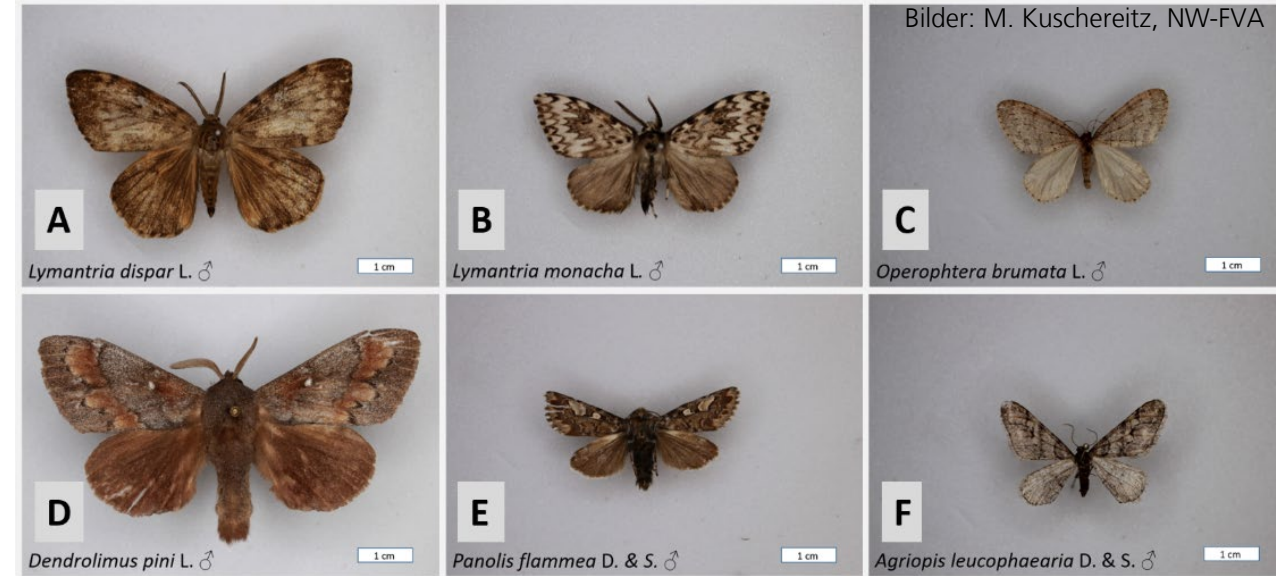 Bilder: M. Kuschereitz, NW-FVA
A
Lymantria dispar L. ♂
1 cm
B
Lymantria monacha L. ♂
1 cm
C
Operophtera brumata L. ♂
1 cm
D
Dendrolimus pini L. ♂
1 cm
E
Panolis flammea D. & S. ♂
1 cm
F
Agriopis leucophaearia D. & S. ♂
1 cm